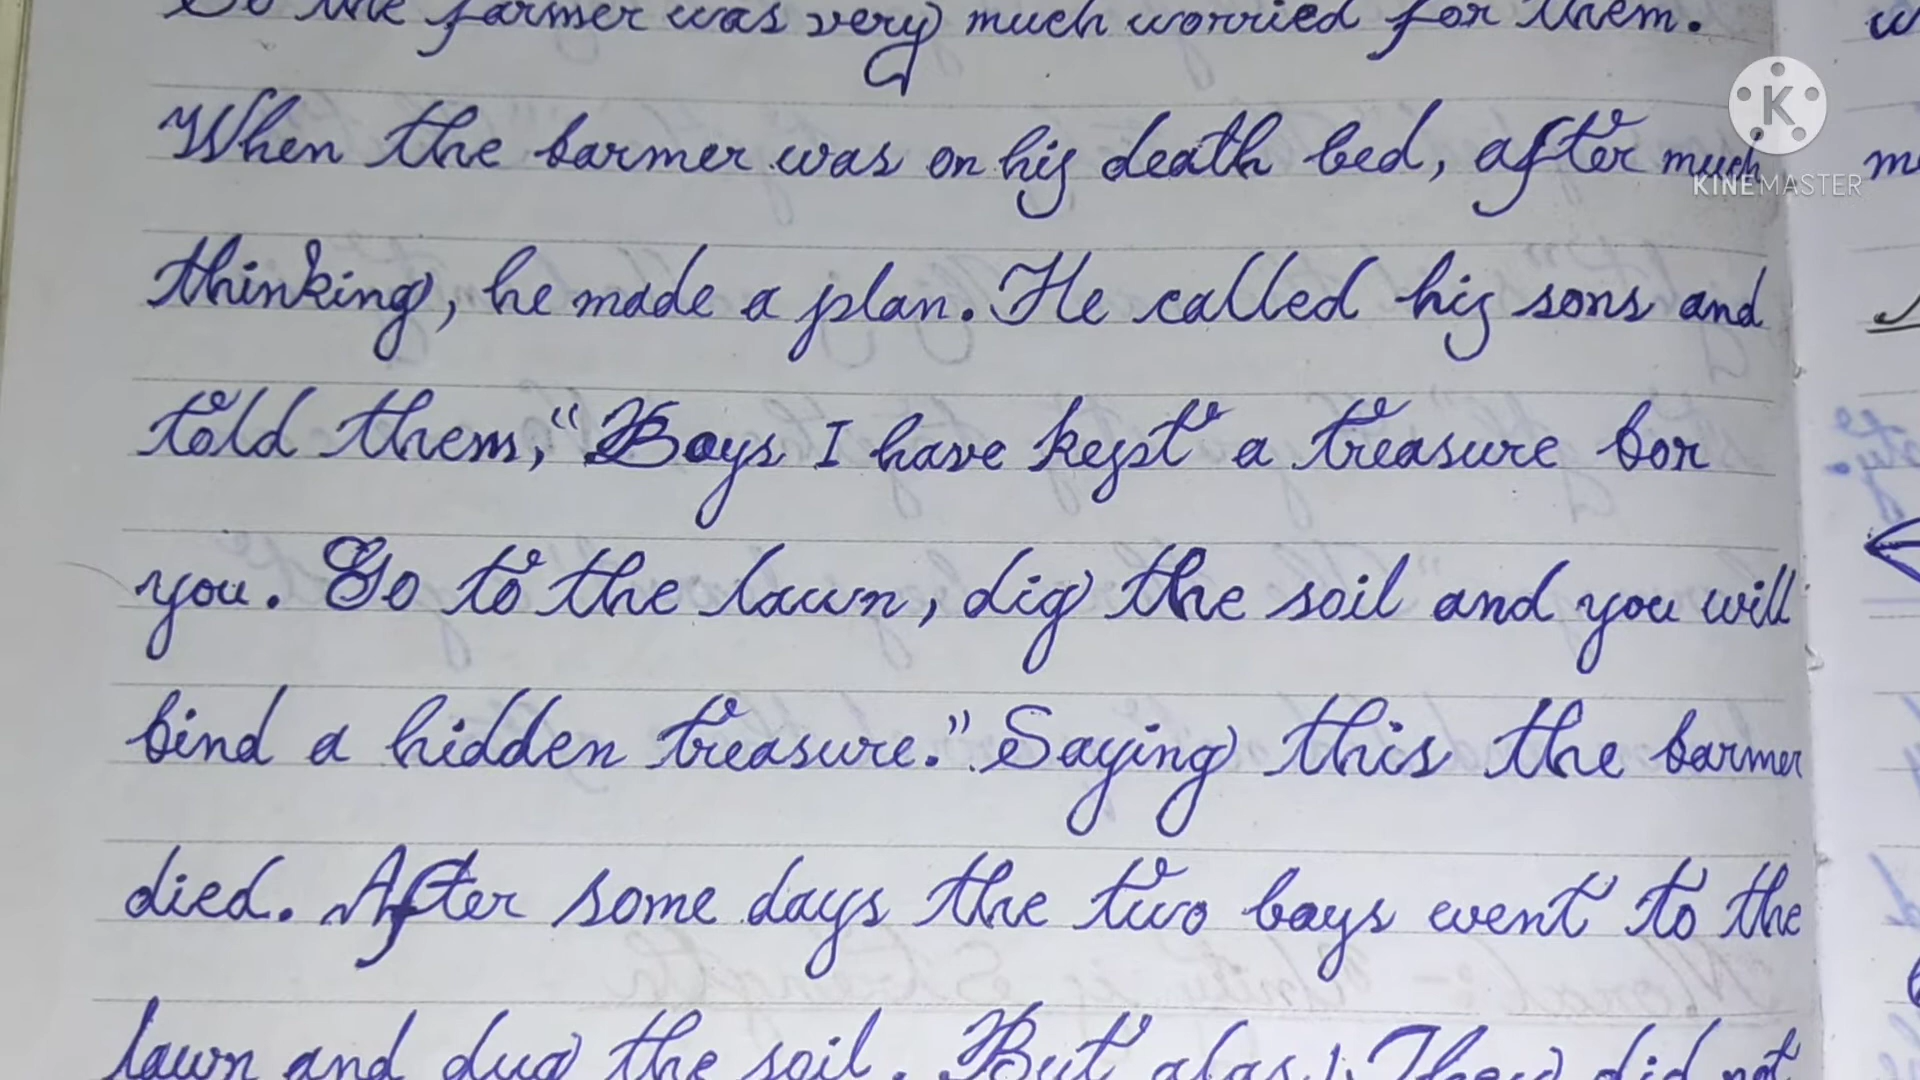 So the farmer was very much worried for them.
When the farmer was on his death bed, after much
thinking, he made a plan. He called his sons and
told them, "Boys I have kept a treasure for
you. Go to the lawn, dig the soil and you will
find a hidden treasure." Saying this the farmer
died. After some days the two boys went to the
lawn and dug the soil. But alas! They did not
K
KINEMASTER